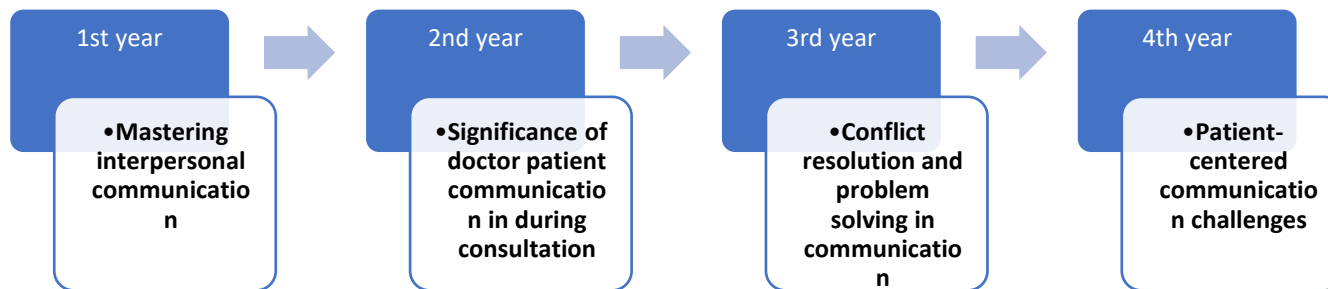 1st year
•Mastering
interpersonal
communicatio
n
2nd year
•Significance of
doctor patient
communicatio
n in during
consultation
3rd year
•Conflict
resolution and
problem
solving in
communicatio
n
4th year
•Patient-
centered
communicatio
n challenges